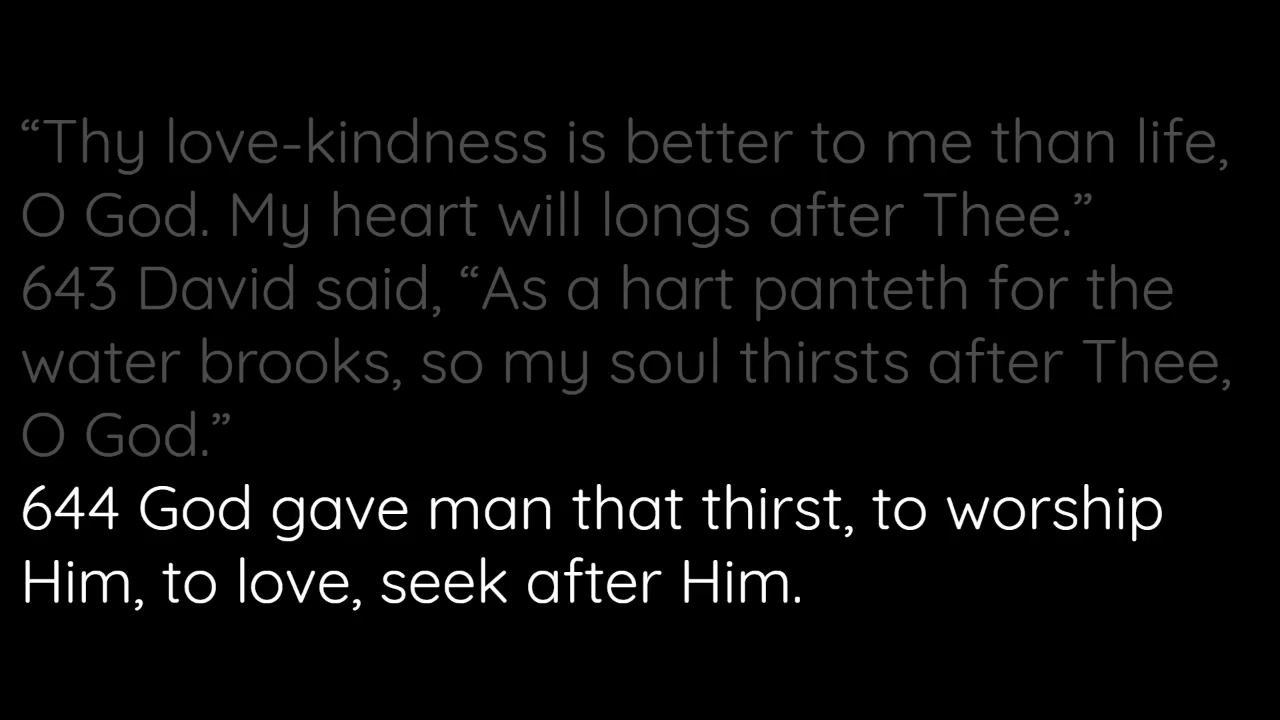 “Thy love-kindness is better to me than life,
O God. My heart will longs after Thee.”
643 David said, “As a hart panteth for the
water brooks, so my soul thirsts after Thee,
O God.”
644 God gave man that thirst, to worship
Him, to love, seek after Him.